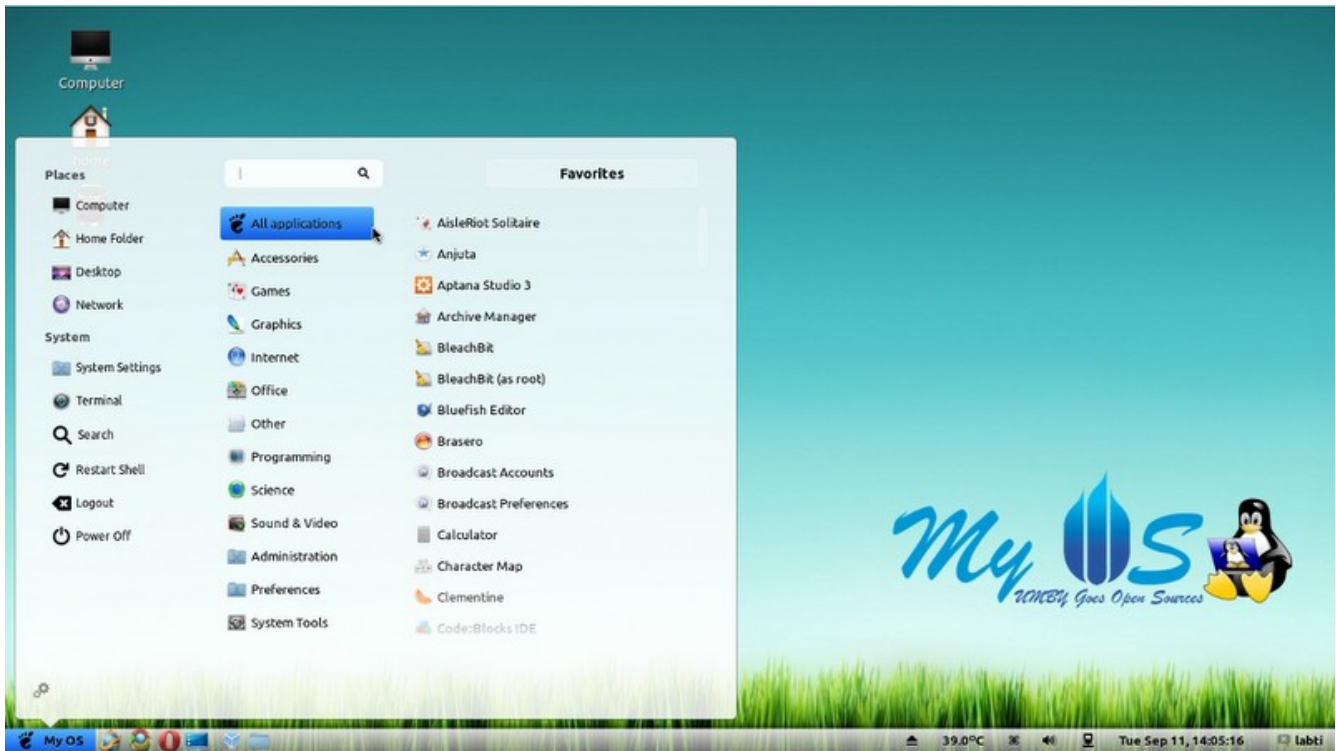 Computer
home
Places
Computer
Home Folder
Desktop
Network
System
System Settings
Terminal
Search
Restart Shell
Logout
Power Off
All applications
Accessories
Games
Graphics
Internet
Office
Other
Programming
Science
Sound & Video
Administration
Preferences
System Tools
Favorites
AisleRiot Solitaire
Anjuta
Aptana Studio 3
Archive Manager
BleachBit
BleachBit (as root)
Bluefish Editor
Brasero
Broadcast Accounts
Broadcast Preferences
Calculator
Character Map
Clementine
Code::Blocks IDE
My OS
UMBY Goes Open Sources
My OS
39.0°C
Tue Sep 11, 14:05:16
labti